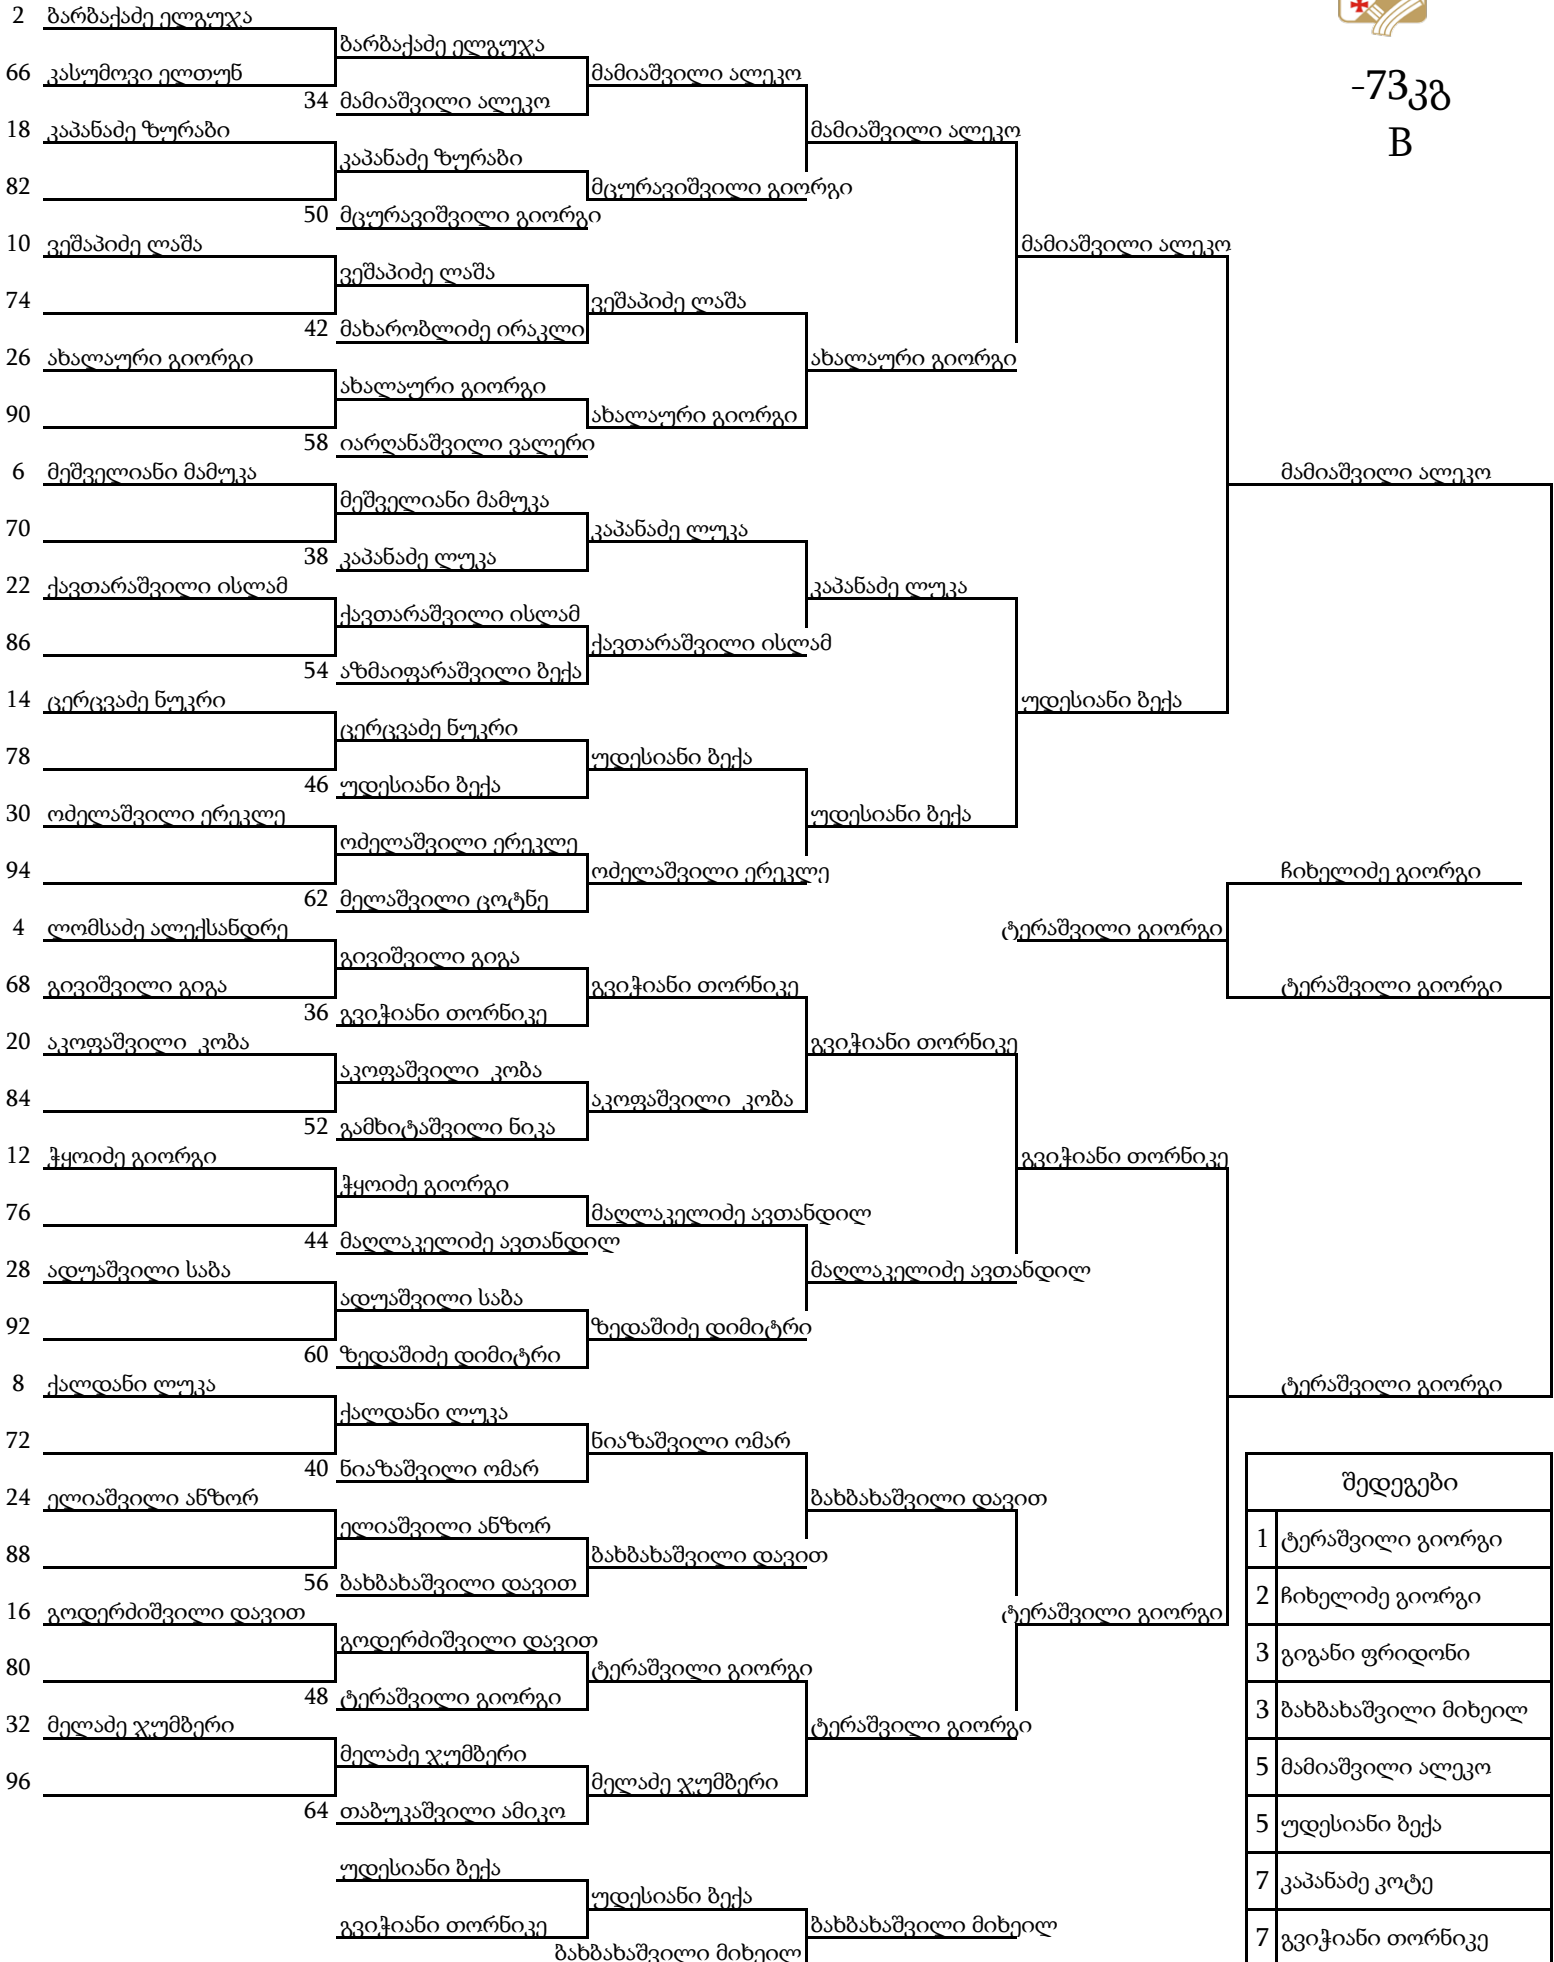 2 ბარბაქაძე ელგუჯა
ბარბაქაძე ელგუჯა
66 კასუმოვი ელთუნ
მამიაშვილი ალეკო
-73კგ
34 მამიაშვილი ალეკო
18 კაპანაძე ზურაბი
მამიაშვილი ალეკო
B
კაპანაძე ზურაბი
82
მცურავიშვილი გიორგი
50 მცურავიშვილი გიორგი
10 ვეშაპიძე ლაშა
მამიაშვილი ალეკო
ვეშაპიძე ლაშა
74
ვეშაპიძე ლაშა
42 მახარობლიძე ირაკლი
26 ახალაური გიორგი
ახალაური გიორგი
ახალაური გიორგი
90
ახალაური გიორგი
58 იარღანაშვილი ვალერი
6 მეშველიანი მამუკა
მამიაშვილი ალეკო
მეშველიანი მამუკა
70
კაპანაძე ლუკა
38 კაპანაძე ლუკა
22 ქავთარაშვილი ისლამ
კაპანაძე ლუკა
ქავთარაშვილი ისლამ
86
ქავთარაშვილი ისლამ
54 აზმაიფარაშვილი ბექა
14 ცერცვაძე ნუკრი
უდესიანი ბექა
ცერცვაძე ნუკრი
78
უდესიანი ბექა
46 უდესიანი ბექა
30 ოძელაშვილი ერეკლე
უდესიანი ბექა
ოძელაშვილი ერეკლე
94
ოძელაშვილი ერეკლე
ჩიხელიძე გიორგი
62 მელაშვილი ცოტნე
4 ლომსაძე ალექსანდრე
ტერაშვილი გიორგი
გივიშვილი გიგა
68 გივიშვილი გიგა
გვიჭიანი თორნიკე
ტერაშვილი გიორგი
36 გვიჭიანი თორნიკე
20 აკოფაშვილი კობა
გვიჭიანი თორნიკე
აკოფაშვილი კობა
84
აკოფაშვილი კობა
52 გამხიტაშვილი ნიკა
12 ჭყოიძე გიორგი
გვიჭიანი თორნიკე
ჭყოიძე გიორგი
76
მაღლაკელიძე ავთანდილ
44 მაღლაკელიძე ავთანდილ
28 ადუაშვილი საბა
მაღლაკელიძე ავთანდილ
ადუაშვილი საბა
92
ზედაშიძე დიმიტრი
60 ზედაშიძე დიმიტრი
8 ქალდანი ლუკა
ტერაშვილი გიორგი
ქალდანი ლუკა
72
ნიაზაშვილი ომარ
40 ნიაზაშვილი ომარ
შედეგები
24 ელიაშვილი ანზორ
ბახბახაშვილი დავით
ელიაშვილი ანზორ
1 ტერაშვილი გიორგი
88
ბახბახაშვილი დავით
56 ბახბახაშვილი დავით
2 ჩიხელიძე გიორგი
16 გოდერძიშვილი დავით
ტერაშვილი გიორგი
გოდერძიშვილი დავით
3 გიგანი ფრიდონი
80
ტერაშვილი გიორგი
48 ტერაშვილი გიორგი
3 ბახბახაშვილი მიხეილ
32 მელაძე ჯუმბერი
ტერაშვილი გიორგი
მელაძე ჯუმბერი
5 მამიაშვილი ალეკო
96
მელაძე ჯუმბერი
64 თაბუკაშვილი ამიკო
5 უდესიანი ბექა
უდესიანი ბექა
7 კაპანაძე კოტე
უდესიანი ბექა
გვიჭიანი თორნიკე
ბახბახაშვილი მიხეილ
7 გვიჭიანი თორნიკე
ბახბახაშვილი მიხეილ